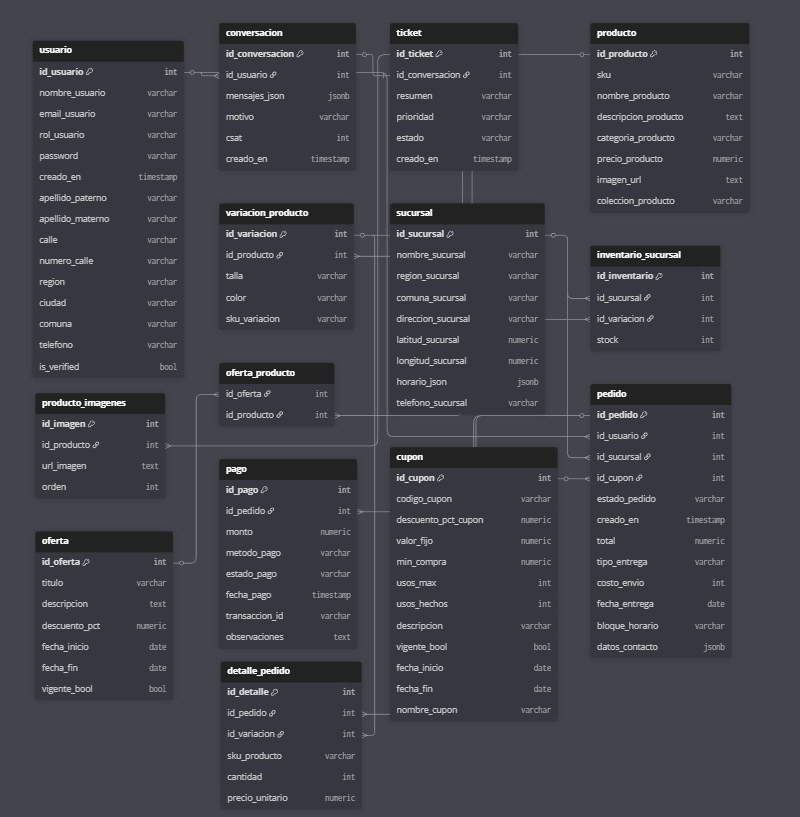 usuario
id_usuario int
nombre_usuario varchar
email_usuario varchar
rol_usuario varchar
password varchar
creado_en timestamp
apellido_paterno varchar
apellido_materno varchar
calle varchar
numero_calle varchar
region varchar
ciudad varchar
comuna varchar
telefono varchar
is_verified bool
producto_imagenes
id_imagen int
id_producto int
url_imagen text
orden int
oferta
id_oferta int
titulo varchar
descripcion text
descuento_pct numeric
fecha_inicio date
fecha_fin date
vigente_bool bool
conversacion
id_conversacion int
id_usuario int
mensajes_json jsonb
motivo varchar
csat int
creado_en timestamp
variacion_producto
id_variacion int
id_producto int
talla varchar
color varchar
sku_variacion varchar
oferta_producto
id_oferta int
id_producto int
pago
id_pago int
id_pedido int
monto numeric
metodo_pago varchar
estado_pago varchar
fecha_pago timestamp
transaccion_id varchar
observaciones text
detalle_pedido
id_detalle int
id_pedido int
id_variacion int
sku_producto varchar
cantidad int
precio_unitario numeric
ticket
id_ticket int
id_conversacion int
resumen varchar
prioridad varchar
estado varchar
creado_en timestamp
sucursal
id_sucursal int
nombre_sucursal varchar
region_sucursal varchar
comuna_sucursal varchar
direccion_sucursal varchar
latitud_sucursal numeric
longitud_sucursal numeric
horario_json jsonb
telefono_sucursal varchar
cupon
id_cupon int
codigo_cupon varchar
descuento_pct_cupon numeric
valor_fijo numeric
min_compra numeric
usos_max int
usos_hechos int
descripcion varchar
vigente_bool bool
fecha_inicio date
fecha_fin date
nombre_cupon varchar
producto
id_producto int
sku varchar
nombre_producto varchar
descripcion_producto text
categoria_producto varchar
precio_producto numeric
imagen_url text
coleccion_producto varchar
inventario_sucursal
id_inventario int
id_sucursal int
id_variacion int
stock int
pedido
id_pedido int
id_usuario int
id_sucursal int
id_cupon int
estado_pedido varchar
creado_en timestamp
total numeric
tipo_entrega varchar
costo_envio int
fecha_entrega date
bloque_horario varchar
datos_contacto jsonb